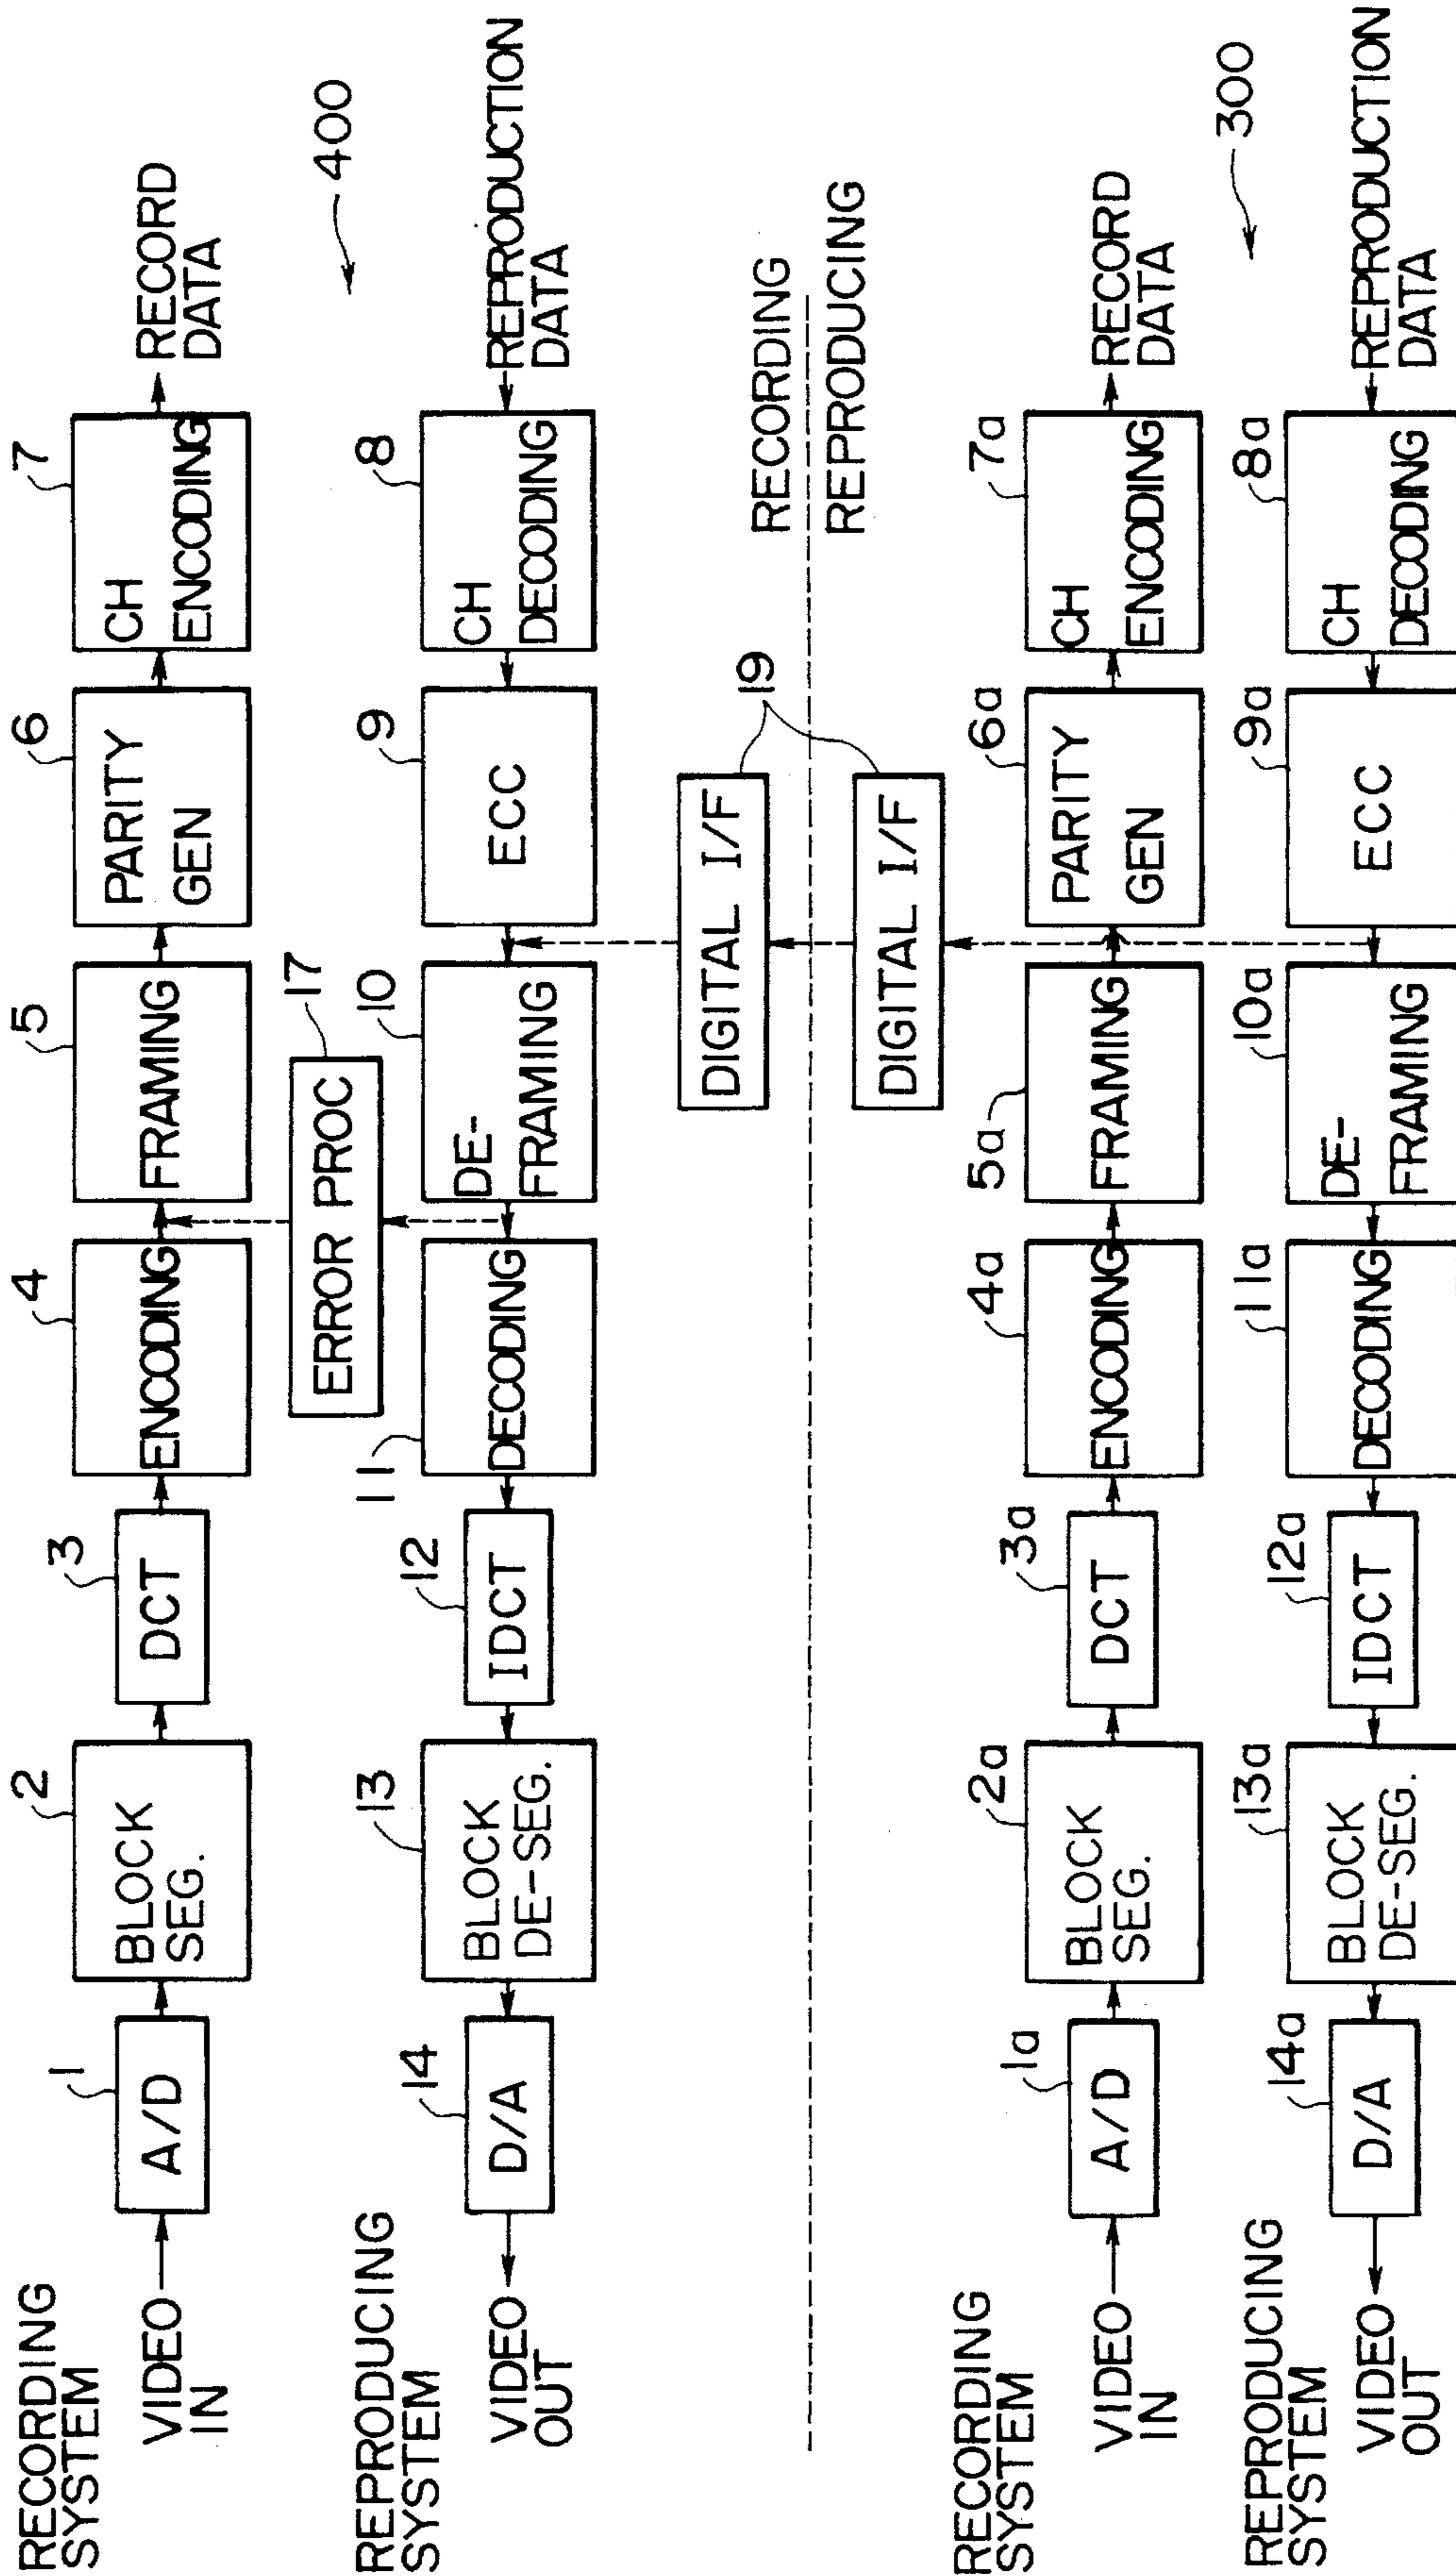 RECORDING
SYSTEM
VIDEO
IN
1
A/D
2
BLOCK
SEG.
3
DCT
4
ENCODING
5
FRAMING
6
PARITY
GEN
7
CH
ENCODING
RECORD
DATA
400
17
ERROR PROC
REPRODUCING
SYSTEM
VIDEO
OUT
14
D/A
13
BLOCK
DE-SEG.
12
IDCT
11
DECODING
10
DE-
FRAMING
9
ECC
8
CH
DECODING
REPRODUCTION
DATA
DIGITAL I/F
19
RECORDING
REPRODUCING
DIGITAL I/F
RECORDING
SYSTEM
VIDEO
IN
1a
A/D
2a
BLOCK
SEG.
3a
DCT
4a
ENCODING
5a
FRAMING
6a
PARITY
GEN
7a
CH
ENCODING
RECORD
DATA
300
REPRODUCING
SYSTEM
VIDEO
OUT
14a
D/A
13a
BLOCK
DE-SEG.
12a
IDCT
11a
DECODING
10a
DE-
FRAMING
9a
ECC
8a
CH
DECODING
REPRODUCTION
DATA